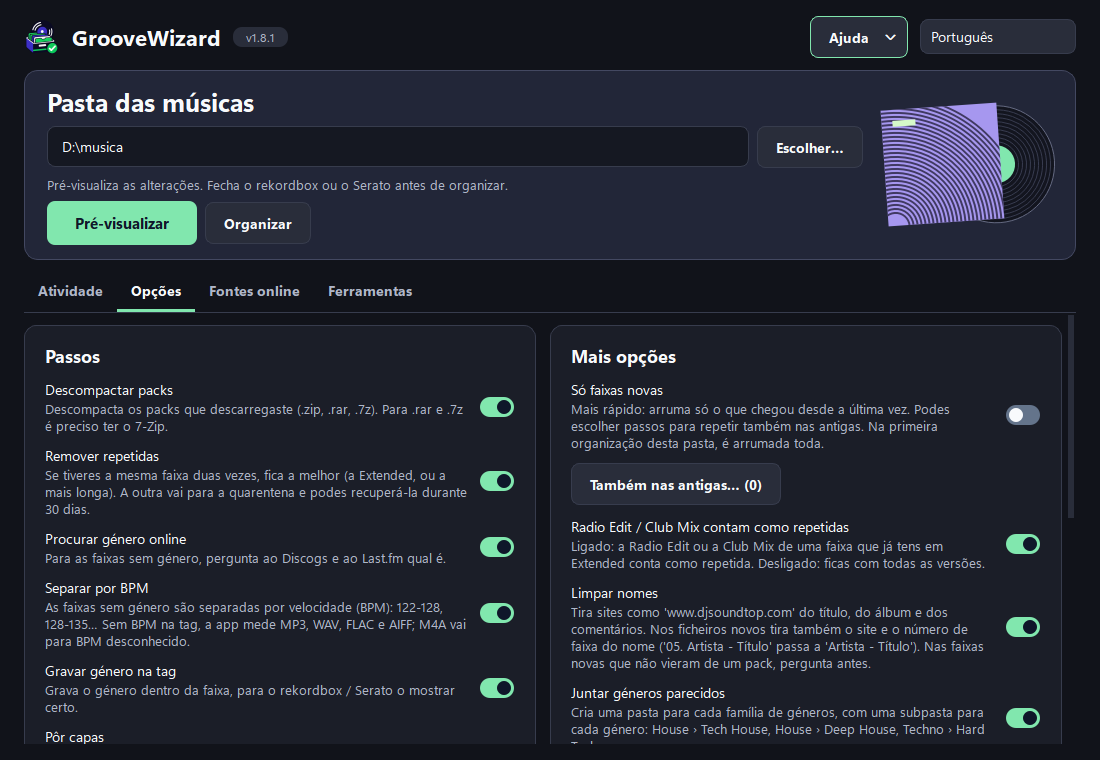 GrooveWizard
v1.8.1
Ajuda
Português
Pasta das músicas
D:\musica
Escolher...
Pré-visualiza as alterações. Fecha o rekordbox ou o Serato antes de organizar.
Pré-visualizar
Organizar
Atividade
Opções
Fontes online
Ferramentas
Passos
Descompactar packs
Descompacta os packs que descarregaste (.zip, .rar, .7z). Para .rar e .7z
é preciso ter o 7-Zip.
Remover repetidas
Se tiveres a mesma faixa duas vezes, fica a melhor (a Extended, ou a
mais longa). A outra vai para a quarentena e podes recuperá-la durante
30 dias.
Procurar género online
Para as faixas sem género, pergunta ao Discogs e ao Last.fm qual é.
Separar por BPM
As faixas sem género são separadas por velocidade (BPM): 122-128,
128-135... Sem BPM na tag, a app mede MP3, WAV, FLAC e AIFF; M4A vai
para BPM desconhecido.
Gravar género na tag
Grava o género dentro da faixa, para o rekordbox / Serato o mostrar
certo.
Pôr capas
Mais opções
Só faixas novas
Mais rápido: arruma só o que chegou desde a última vez. Podes
escolher passos para repetir também nas antigas. Na primeira
organização desta pasta, é arrumada toda.
Também nas antigas... (0)
Radio Edit / Club Mix contam como repetidas
Ligado: a Radio Edit ou a Club Mix de uma faixa que já tens em
Extended conta como repetida. Desligado: ficas com todas as versões.
Limpar nomes
Tira sites como 'www.djsoundtop.com' do título, do álbum e dos
comentários. Nos ficheiros novos tira também o site e o número de
faixa do nome ('05. Artista - Título' passa a 'Artista - Título'). Nas faixas
novas que não vieram de um pack, pergunta antes.
Juntar géneros parecidos
Cria uma pasta para cada família de géneros, com uma subpasta para
cada género: House › Tech House, House › Deep House, Techno › Hard